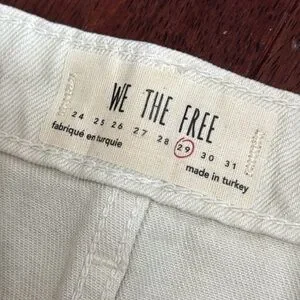 WE THE FREE
24 25 26 27 28 29 30 31
fabriqué en turquie
made in turkey